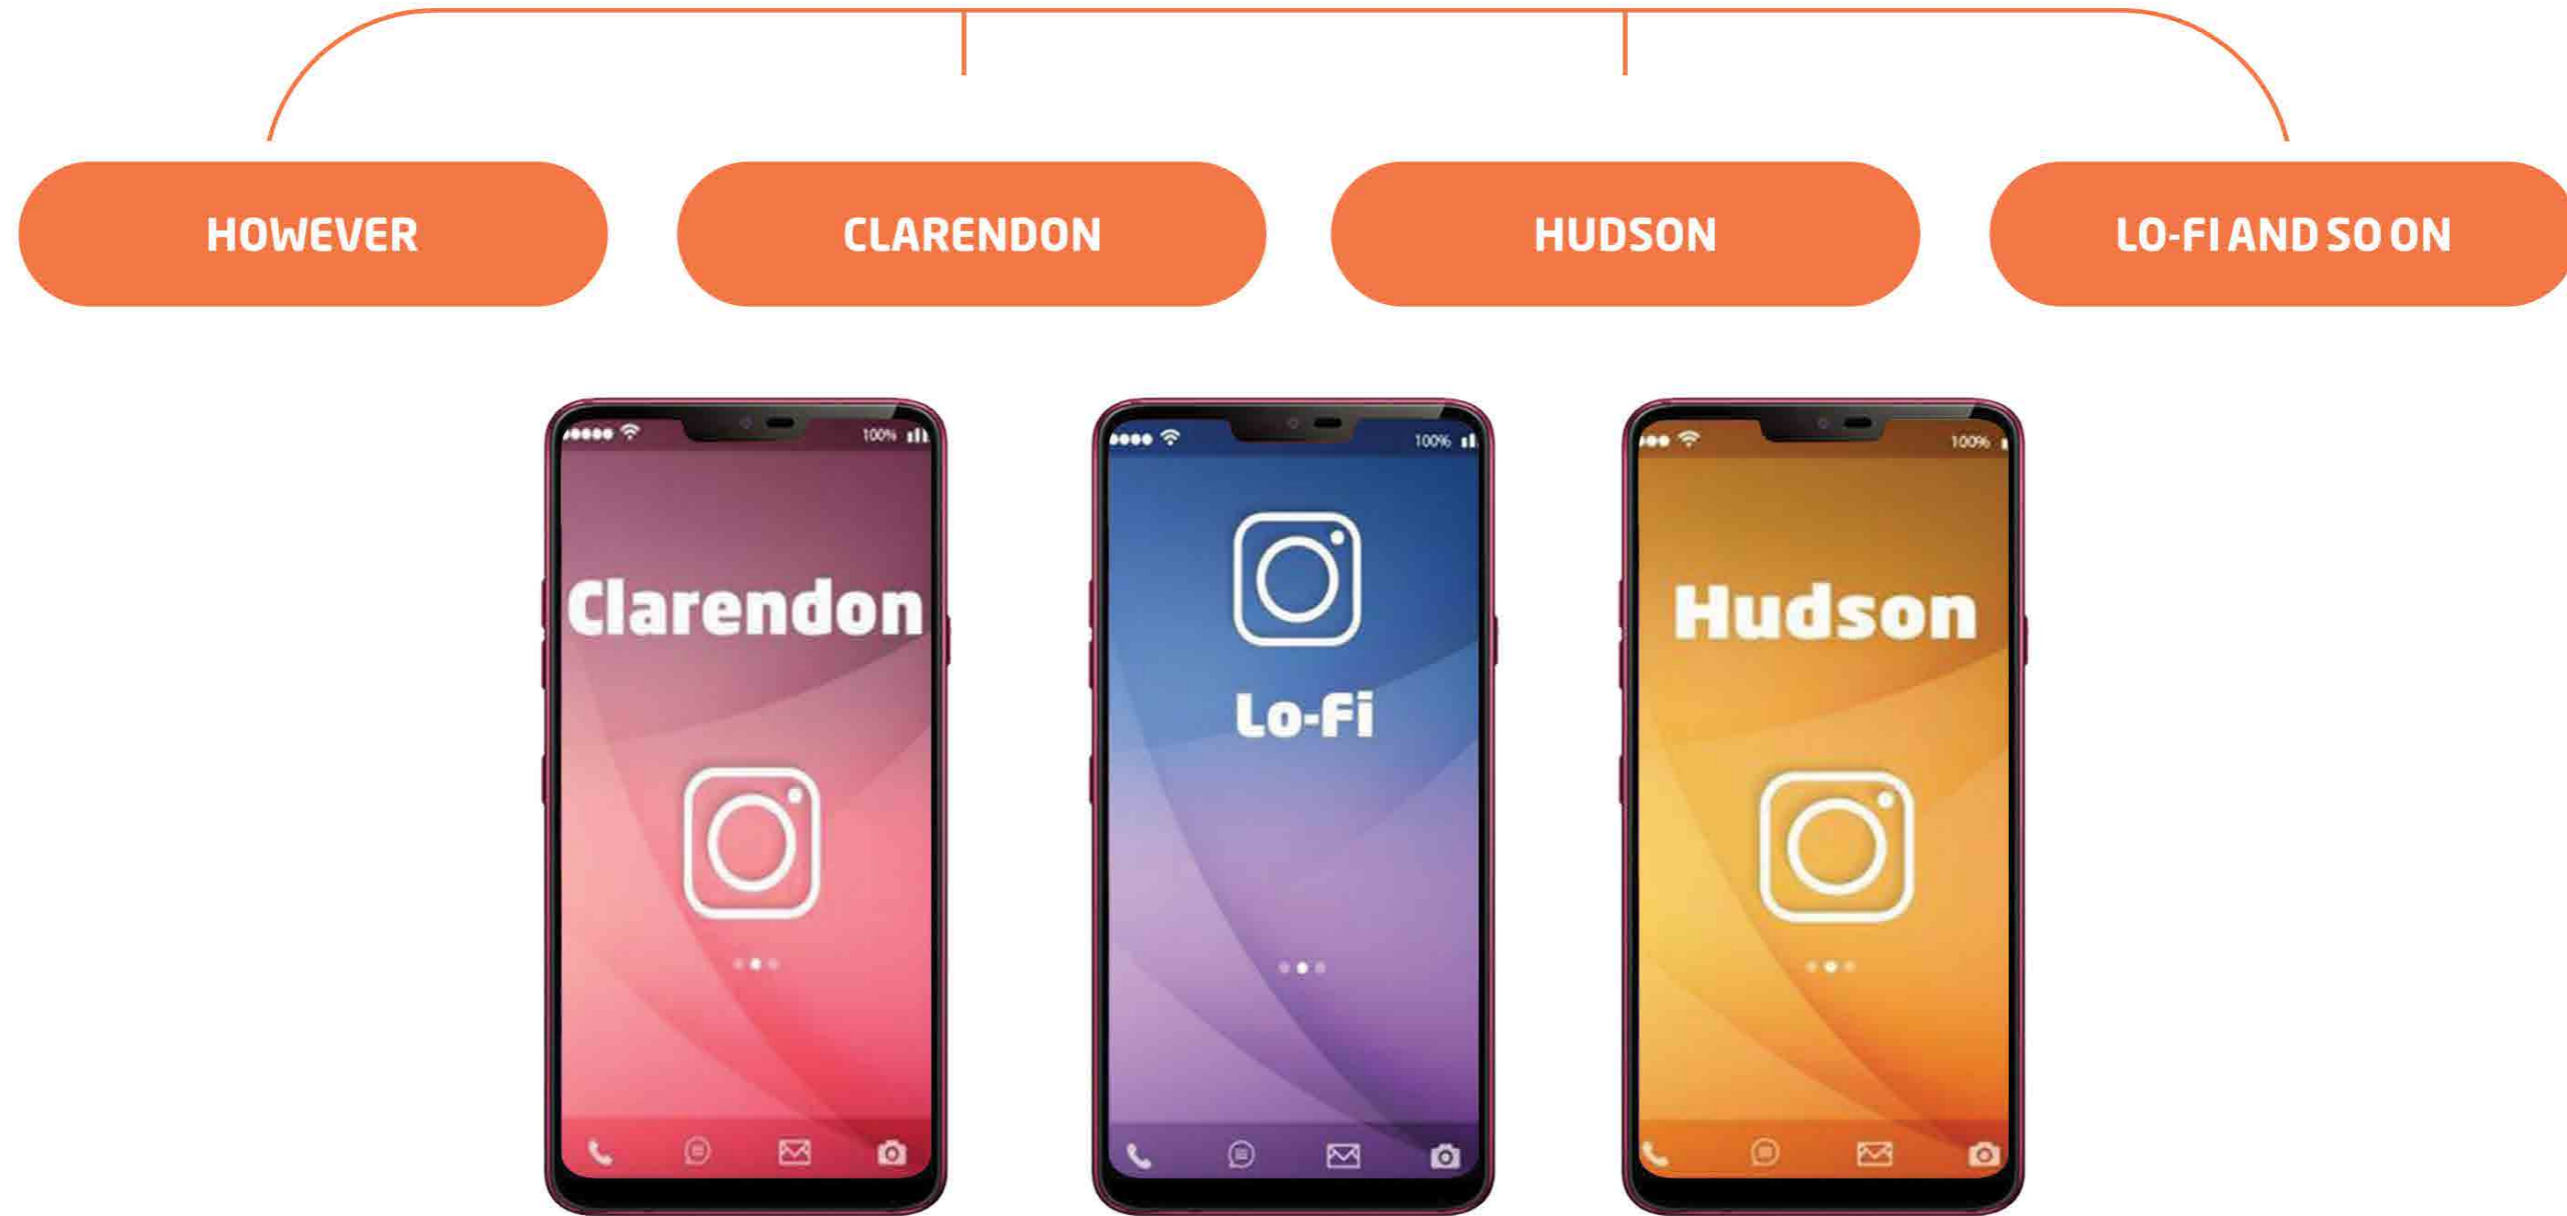 HOWEVER
CLARENDON
HUDSON
LO-FI AND SO ON
100%
100%
100%
Clarendon
Lo-Fi
Hudson